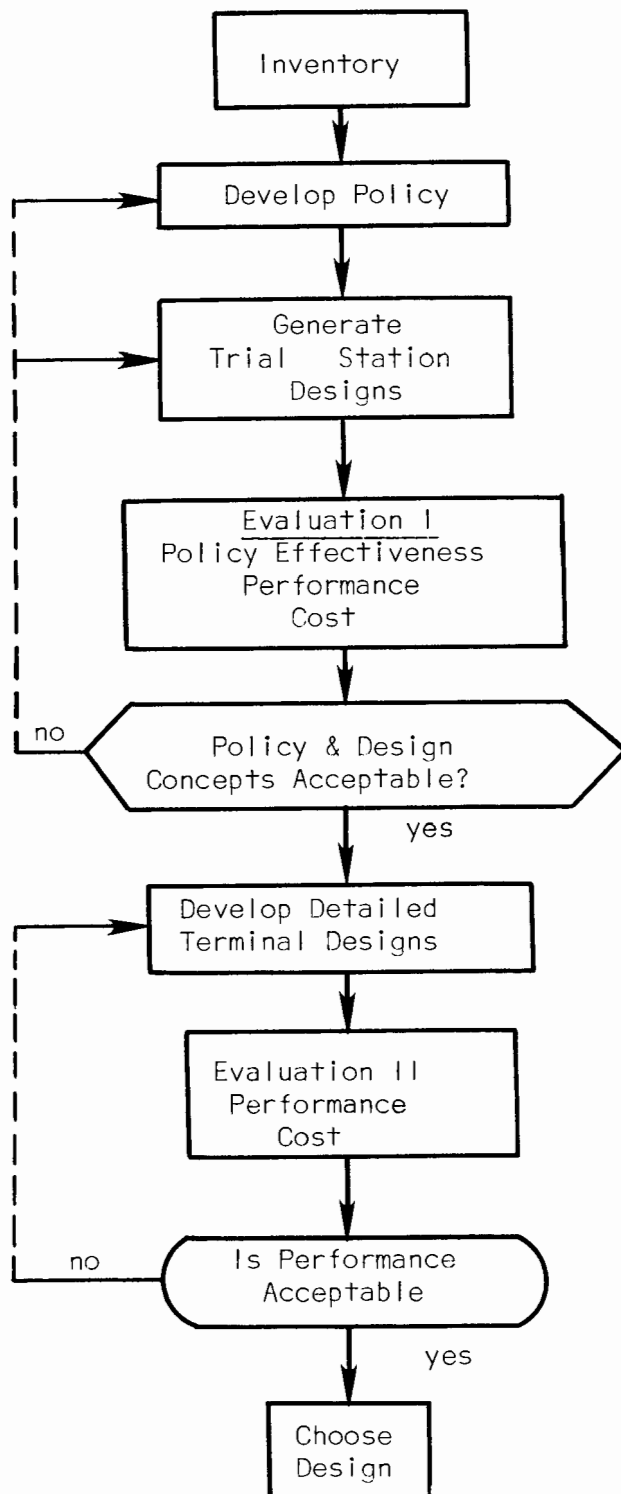 Inventory
Develop Policy
Generate
Trial Station
Designs
Evaluation I
Policy Effectiveness
Performance
Cost
no
Policy & Design
Concepts Acceptable?
yes
Develop Detailed
Terminal Designs
Evaluation II
Performance
Cost
no
Is Performance
Acceptable
yes
Choose
Design